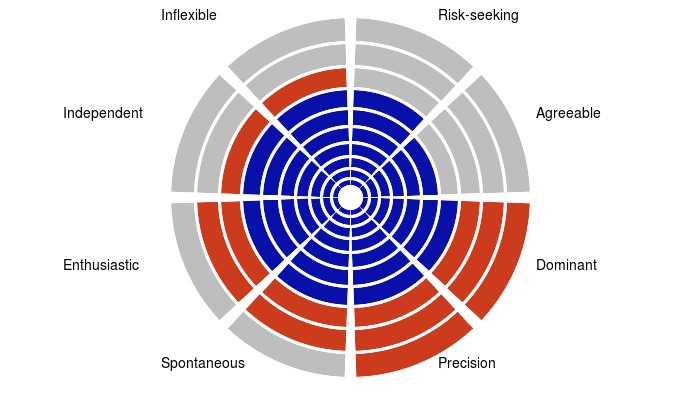 Inflexible
Risk-seeking
Independent
Agreeable
Enthusiastic
Dominant
Spontaneous
Precision